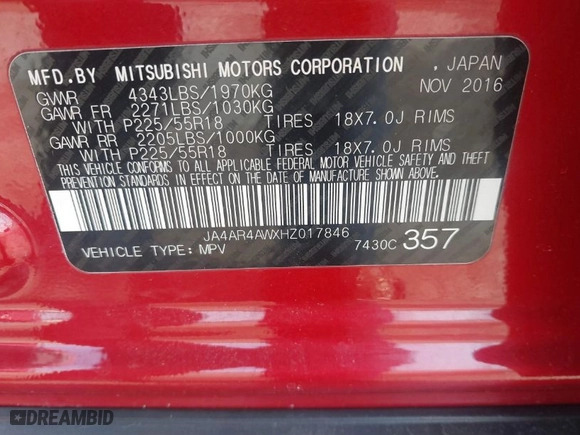 MFD.BY MITSUBISHI MOTORS CORPORATION . JAPAN
GVWR 4343LBS/1970KG NOV 2016
GAWR FR 2271LBS/1030KG
WITH P225/55R18 TIRES 18X7.0J RIMS
GAWR RR 2205LBS/1000KG
WITH P225/55R18 TIRES 18X7.0J RIMS
THIS VEHICLE CONFORMS TO ALL APPLICABLE FEDERAL MOTOR VEHICLE SAFETY AND THEFT
PREVENTION STANDARDS IN EFFECT ON THE DATE OF MANUFACTURE SHOWN ABOVE.
JA4AR4AWXHZ017846
VEHICLE TYPE: MPV 7430C 357
DREAMBID